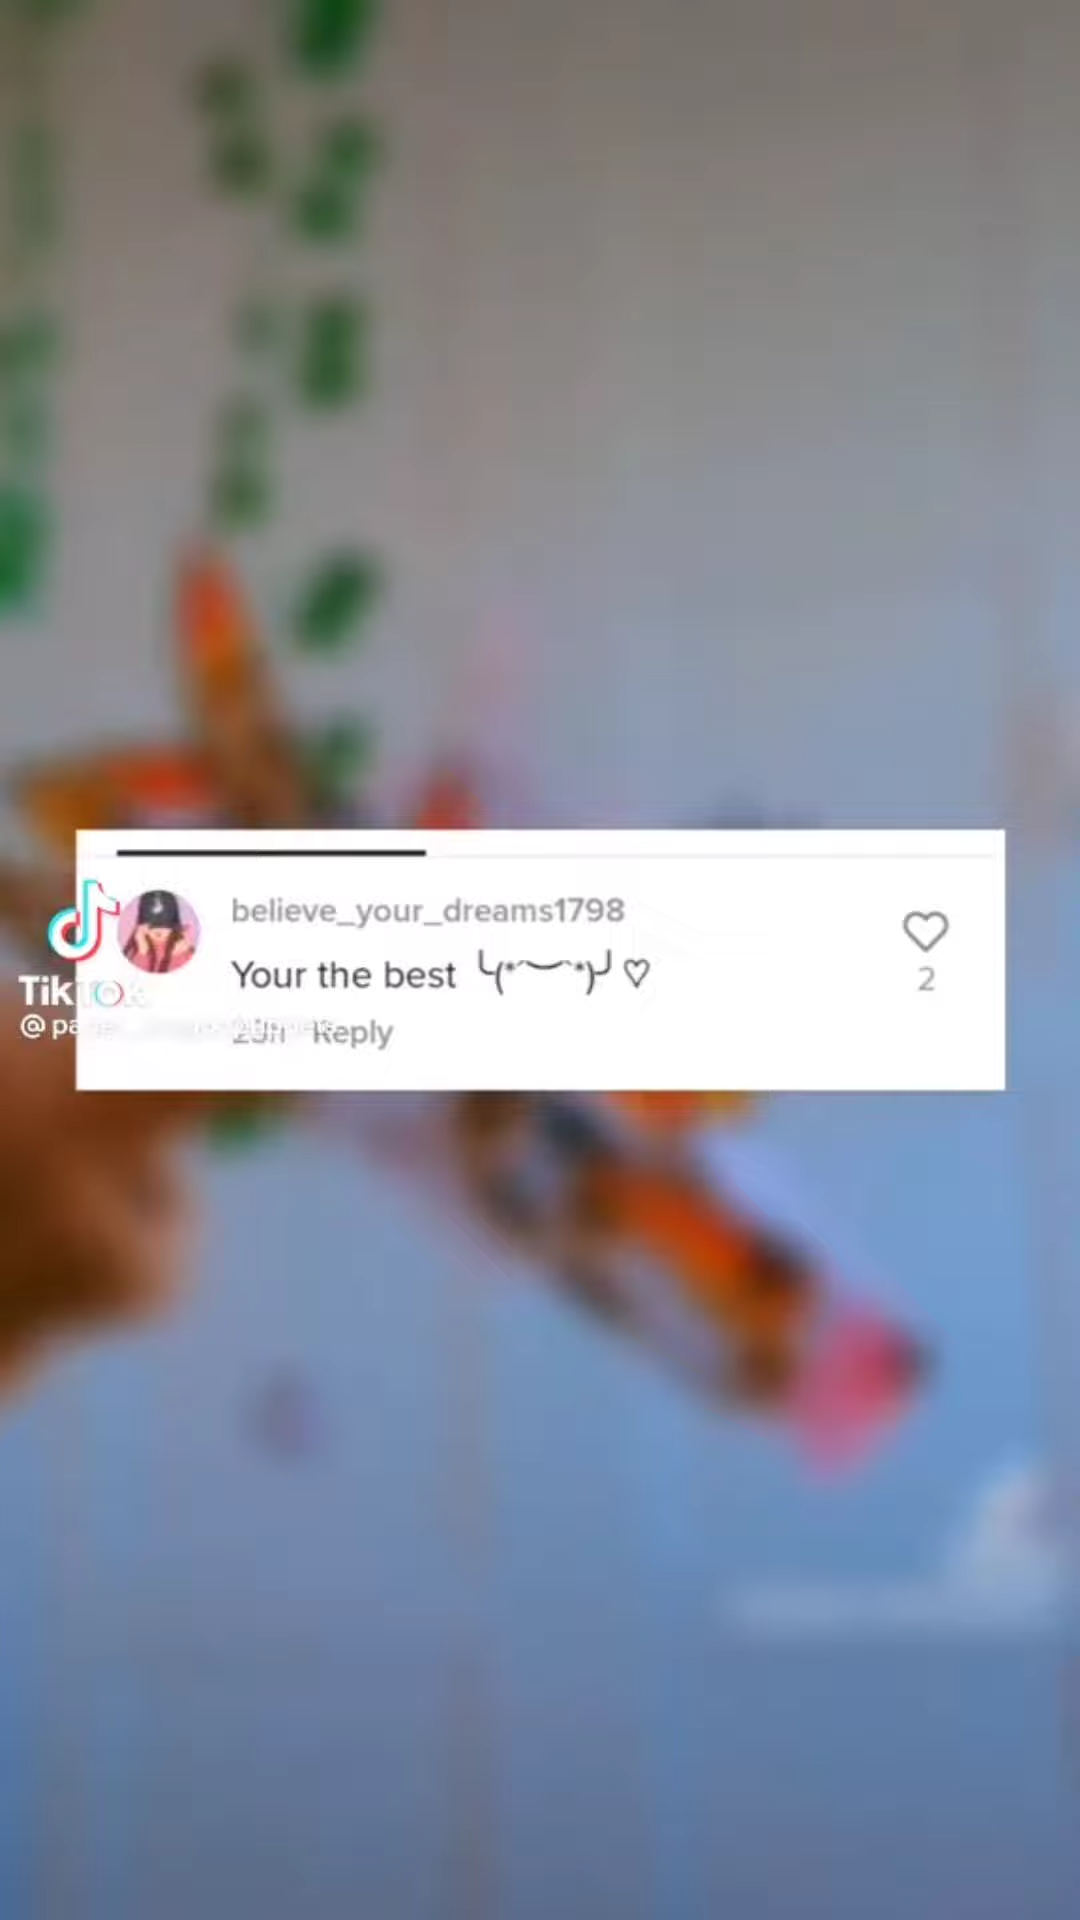 believe_your_dreams1798
Your the best ╰(*´︶`*)╯♡
2
Reply
TikTok